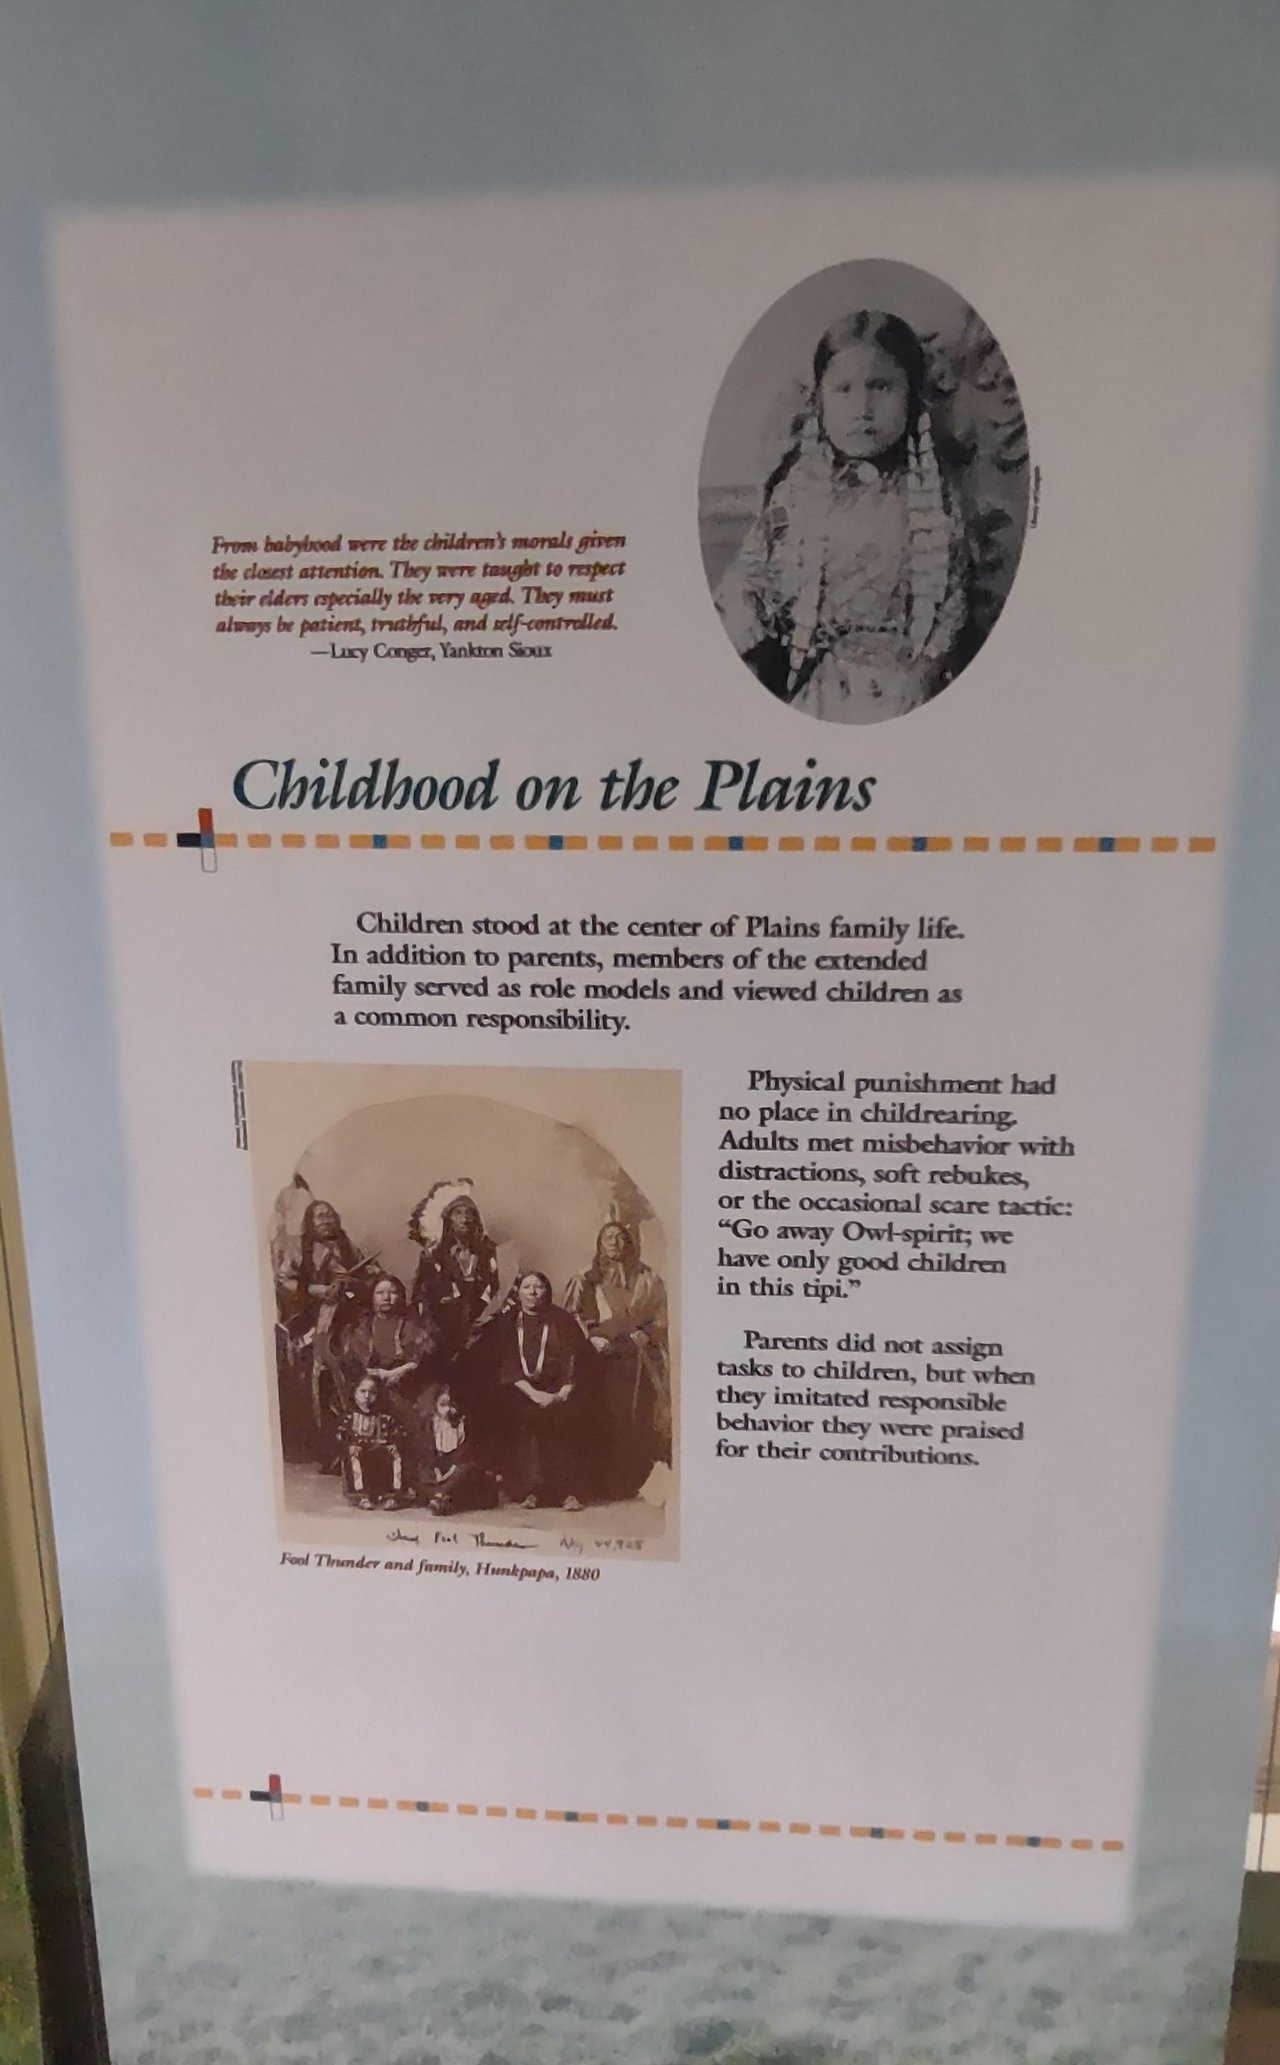 From babyhood were the children's morals given
the closest attention. They were taught to respect
their elders especially the very aged. They must
always be patient, truthful, and self-controlled.
—Lucy Conger, Yankton Sioux
Childhood on the Plains
Children stood at the center of Plains family life.
In addition to parents, members of the extended
family served as role models and viewed children as
a common responsibility.
Physical punishment had
no place in childrearing.
Adults met misbehavior with
distractions, soft rebukes,
or the occasional scare tactic:
“Go away Owl-spirit; we
have only good children
in this tipi.”
Parents did not assign
tasks to children, but when
they imitated responsible
behavior they were praised
for their contributions.
Fool Thunder
Fool Thunder and family, Hunkpapa, 1880